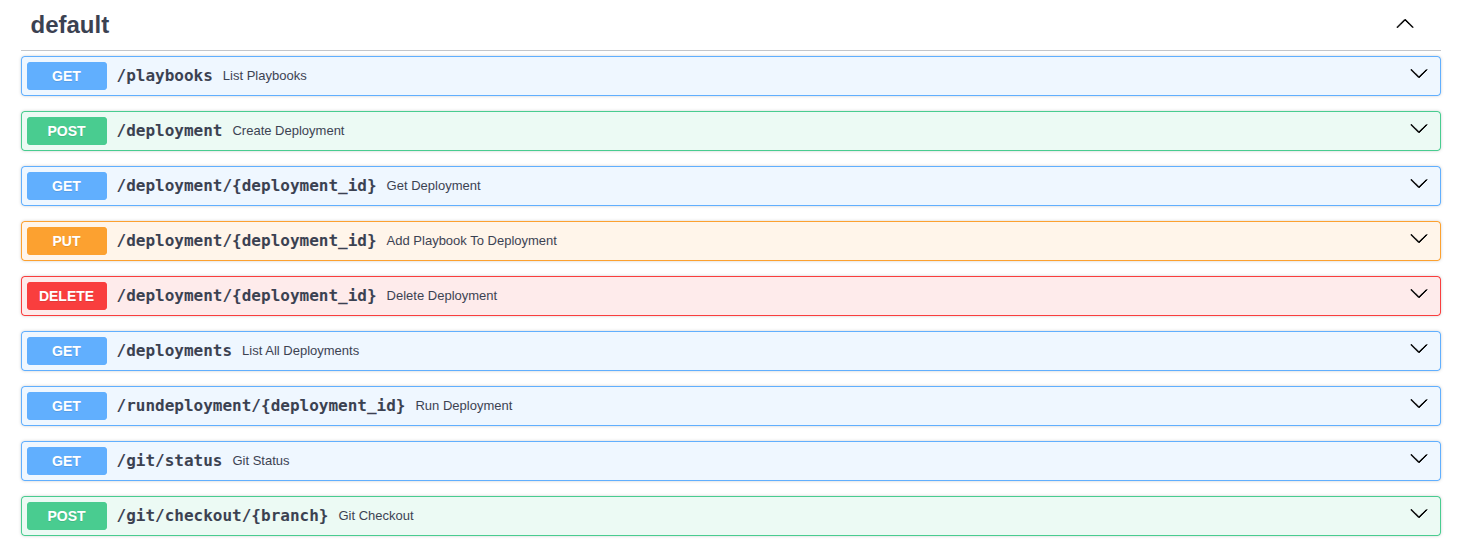 default
GET /playbooks List Playbooks
POST /deployment Create Deployment
GET /deployment/{deployment_id} Get Deployment
PUT /deployment/{deployment_id} Add Playbook To Deployment
DELETE /deployment/{deployment_id} Delete Deployment
GET /deployments List All Deployments
GET /rundeployment/{deployment_id} Run Deployment
GET /git/status Git Status
POST /git/checkout/{branch} Git Checkout